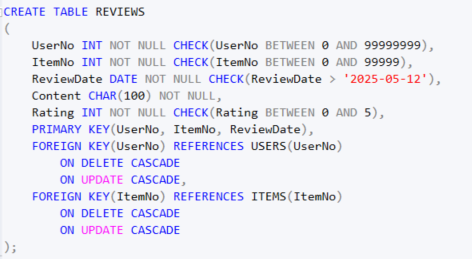 CREATE TABLE REVIEWS
(
UserNo INT NOT NULL CHECK(UserNo BETWEEN 0 AND 99999999),
ItemNo INT NOT NULL CHECK(ItemNo BETWEEN 0 AND 99999),
ReviewDate DATE NOT NULL CHECK(ReviewDate > '2025-05-12'),
Content CHAR(100) NOT NULL,
Rating INT NOT NULL CHECK(Rating BETWEEN 0 AND 5),
PRIMARY KEY(UserNo, ItemNo, ReviewDate),
FOREIGN KEY(UserNo) REFERENCES USERS(UserNo)
ON DELETE CASCADE
ON UPDATE CASCADE,
FOREIGN KEY(ItemNo) REFERENCES ITEMS(ItemNo)
ON DELETE CASCADE
ON UPDATE CASCADE
);